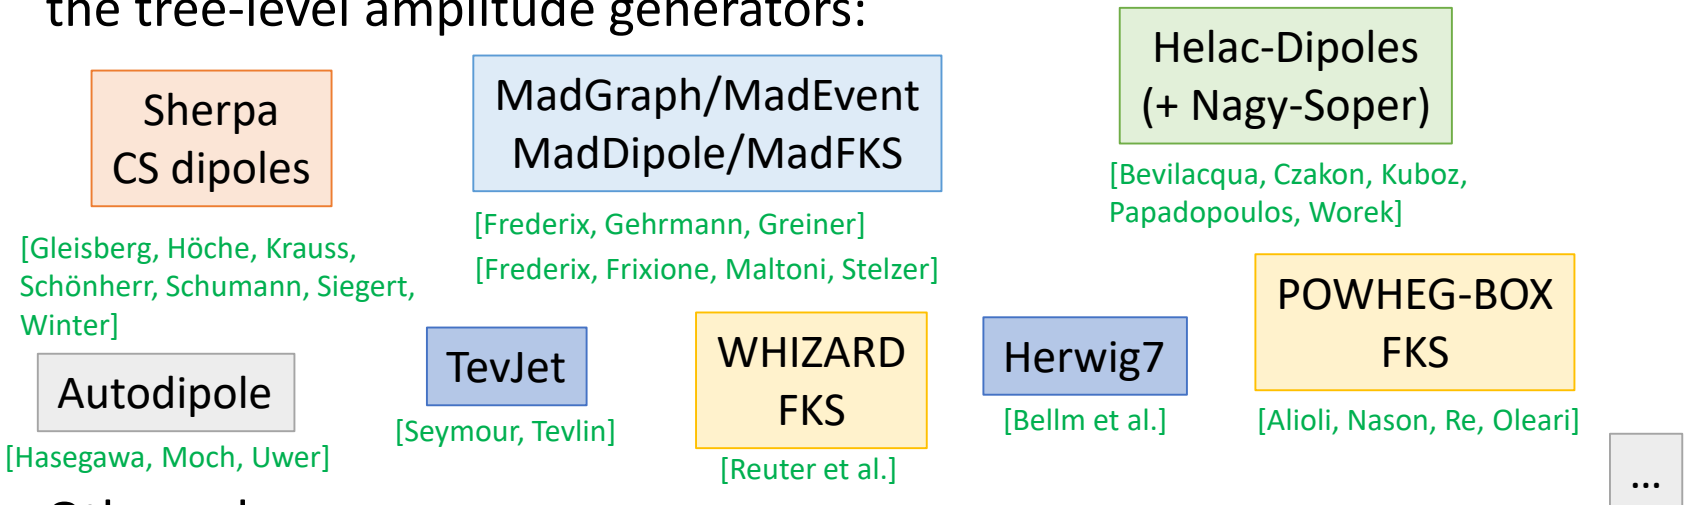 the tree-level amplitude generators:
Sherpa
CS dipoles
[Gleisberg, Höche, Krauss,
Schönherr, Schumann, Siegert,
Winter]
MadGraph/MadEvent
MadDipole/MadFKS
[Frederix, Gehrmann, Greiner]
[Frederix, Frixione, Maltoni, Stelzer]
Helac-Dipoles
(+ Nagy-Soper)
[Bevilacqua, Czakon, Kuboz,
Papadopoulos, Worek]
Autodipole
[Hasegawa, Moch, Uwer]
TevJet
[Seymour, Tevlin]
WHIZARD
FKS
[Reuter et al.]
Herwig7
[Bellm et al.]
POWHEG-BOX
FKS
[Alioli, Nason, Re, Oleari]
...